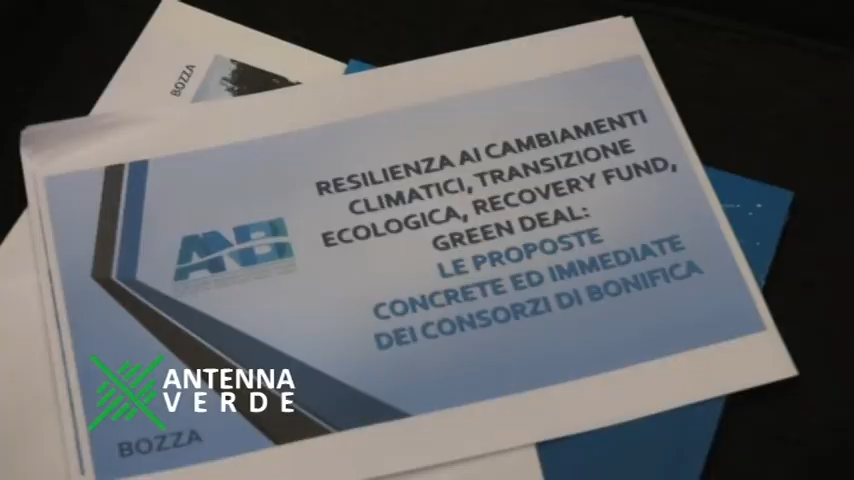 BOZZA
RESILIENZA AI CAMBIAMENTI
CLIMATICI, TRANSIZIONE
ECOLOGICA, RECOVERY FUND,
GREEN DEAL:
LE PROPOSTE
CONCRETE ED IMMEDIATE
DEI CONSORZI DI BONIFICA
ANBI
ANTENNA
VERDE
BOZZA